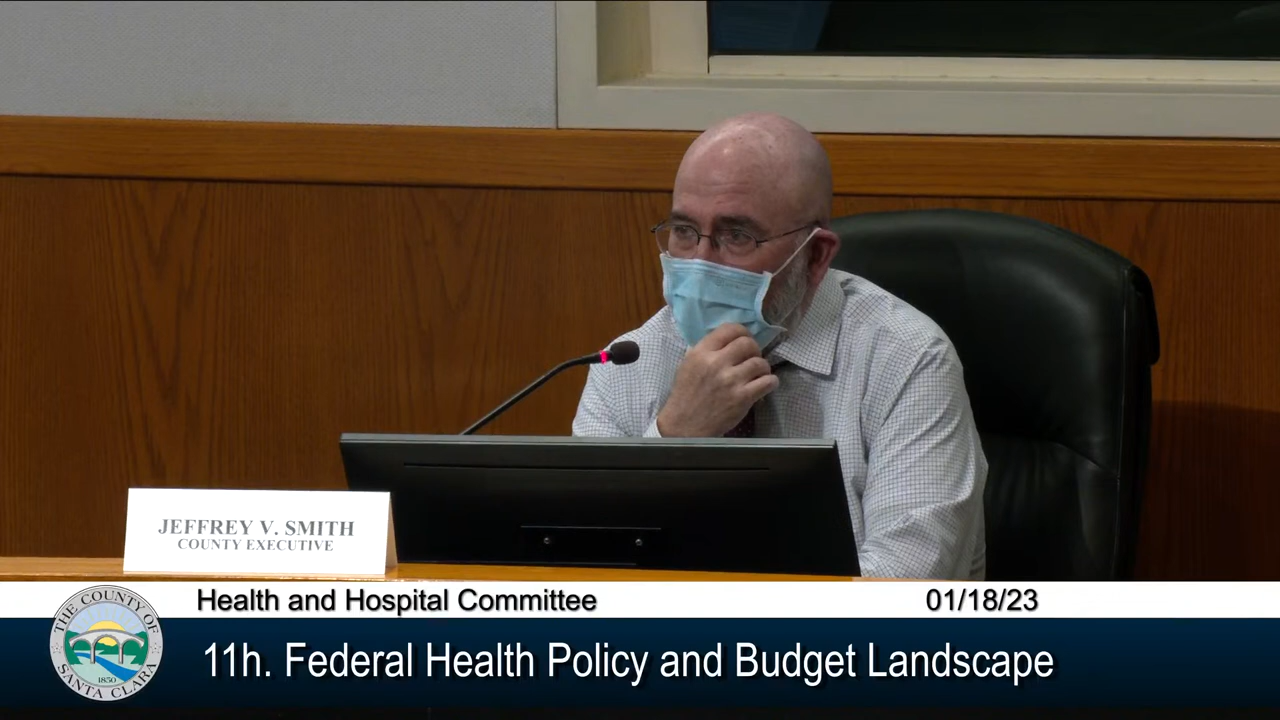 JEFFREY V. SMITH
COUNTY EXECUTIVE
Health and Hospital Committee
01/18/23
THE COUNTY OF
SANTA CLARA
1850
11h. Federal Health Policy and Budget Landscape